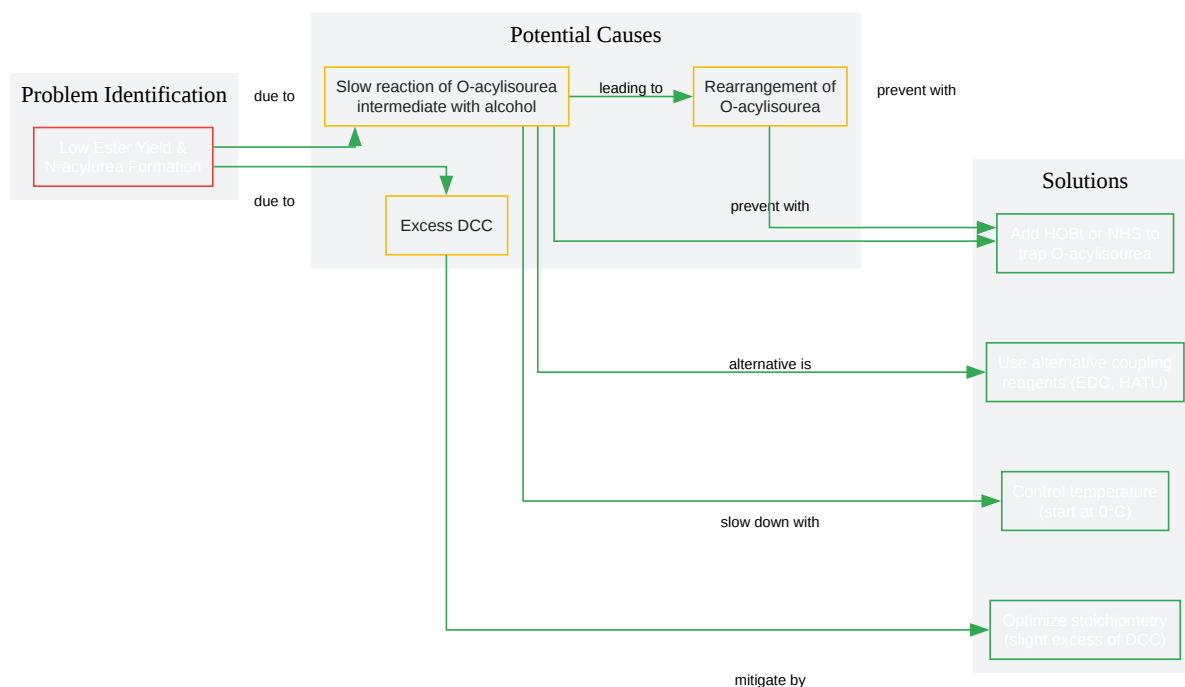 Potential Causes
Problem Identification
due to
Slow reaction of O-acylisourea
intermediate with alcohol
leading to
Rearrangement of
O-acylisourea
prevent with
Low Ester Yield &
N-acylurea Formation
due to
Excess DCC
prevent with
Solutions
Add HOBt or NHS to
trap O-acylisourea
alternative is
Use alternative coupling
reagents (EDC, HATU)
Control temperature
(start at 0°C)
slow down with
Optimize stoichiometry
(slight excess of DCC)
mitigate by